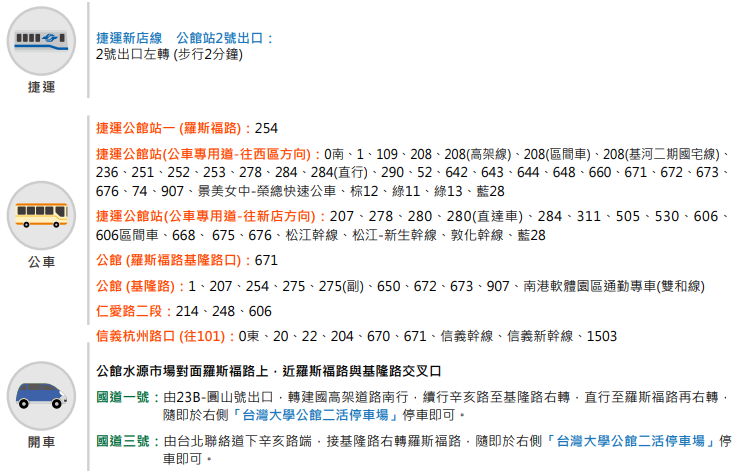 捷運新店線　公館站2號出口：
2號出口左轉 (步行2分鐘)
捷運
捷運公館站一 (羅斯福路)：254
捷運公館站(公車專用道-往西區方向)：0南、1、109、208、208(高架線)、208(區間車)、208(基河二期國宅線)、
236、251、252、253、278、284、284(直行)、290、52、642、643、644、648、660、671、672、673、
676、74、907、景美女中-榮總快速公車、棕12、綠11、綠13、藍28
捷運公館站(公車專用道-往新店方向)：207、278、280、280(直達車)、284、311、505、530、606、
606區間車、668、 675、676、松江幹線、松江-新生幹線、敦化幹線、藍28
公車
公館 (羅斯福路基隆路口)：671
公館 (基隆路)：1、207、254、275、275(副)、650、672、673、907、南港軟體園區通勤專車(雙和線)
仁愛路二段：214、248、606
信義杭州路口 (往101)：0東、20、22、204、670、671、信義幹線、信義新幹線、1503
公館水源市場對面羅斯福路上，近羅斯福路與基隆路交叉口
國道一號：由23B-圓山號出口，轉建國高架道路南行，續行辛亥路至基隆路右轉，直行至羅斯福路再右轉，
隨即於右側「台灣大學公館二活停車場」停車即可。
開車
國道三號：由台北聯絡道下辛亥路端，接基隆路右轉羅斯福路，隨即於右側「台灣大學公館二活停車場」停
車即可。